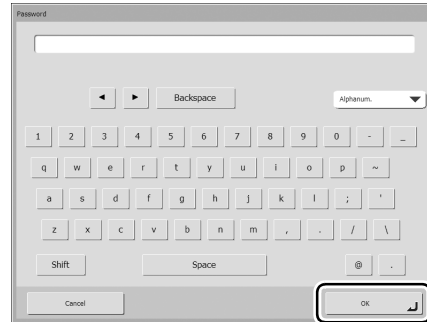 Password
◄ ► Backspace Alphanum.
1 2 3 4 5 6 7 8 9 0 - _
q w e r t y u i o p ~
a s d f g h j k l ; '
z x c v b n m , . / \
Shift Space @ .
Cancel OK